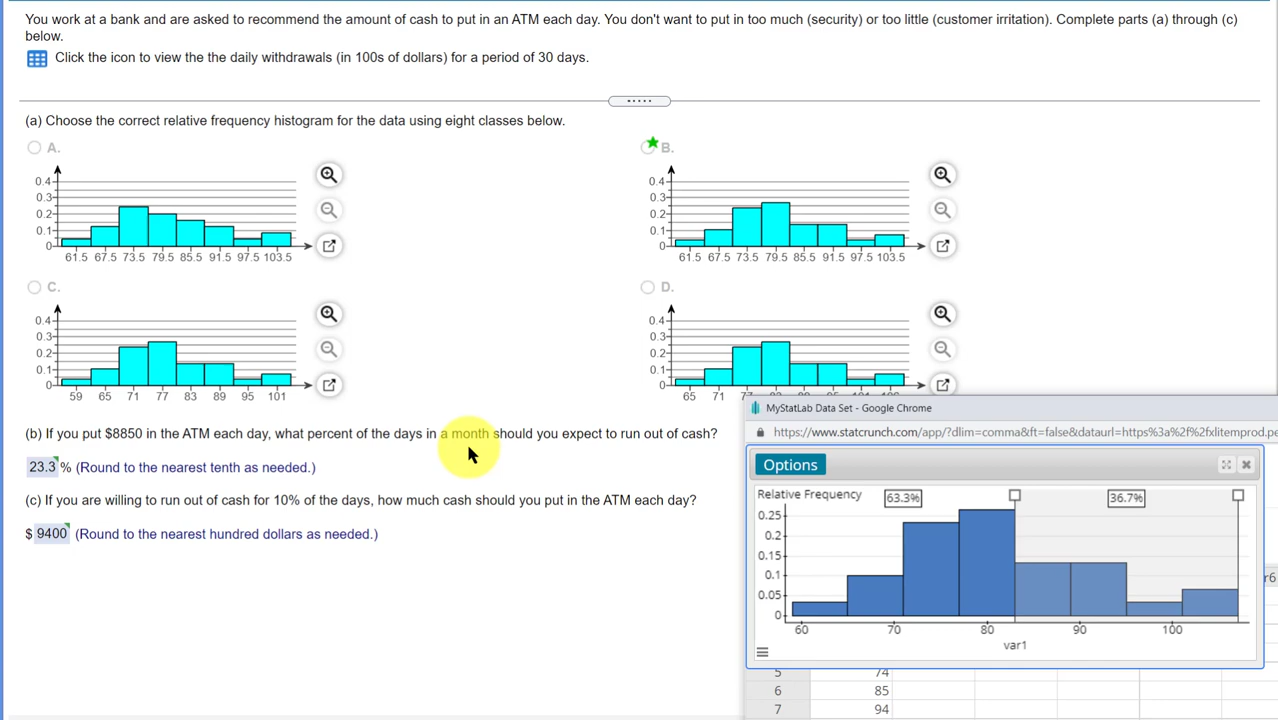 You work at a bank and are asked to recommend the amount of cash to put in an ATM each day. You don't want to put in too much (security) or too little (customer irritation). Complete parts (a) through (c)
below.
Click the icon to view the the daily withdrawals (in 100s of dollars) for a period of 30 days.
(a) Choose the correct relative frequency histogram for the data using eight classes below.
A.
0.4
0.3
0.2
0.1
0
61.5 67.5 73.5 79.5 85.5 91.5 97.5 103.5
B.
0.4
0.3
0.2
0.1
0
61.5 67.5 73.5 79.5 85.5 91.5 97.5 103.5
C.
0.4
0.3
0.2
0.1
0
59 65 71 77 83 89 95 101
D.
0.4
0.3
0.2
0.1
0
65 71
(b) If you put $8850 in the ATM each day, what percent of the days in a month should you expect to run out of cash?
23.3 % (Round to the nearest tenth as needed.)
(c) If you are willing to run out of cash for 10% of the days, how much cash should you put in the ATM each day?
$ 9400 (Round to the nearest hundred dollars as needed.)
MyStatLab Data Set - Google Chrome
https://www.statcrunch.com/app/?dlim=comma&ft=false&dataurl=https%3a%2f%2fxlitemprod.pe
Options
Relative Frequency
63.3%
36.7%
0.25
0.2
0.15
0.1
0.05
0
60 70 80 90 100
var1
r6
5 74
6 85
7 94